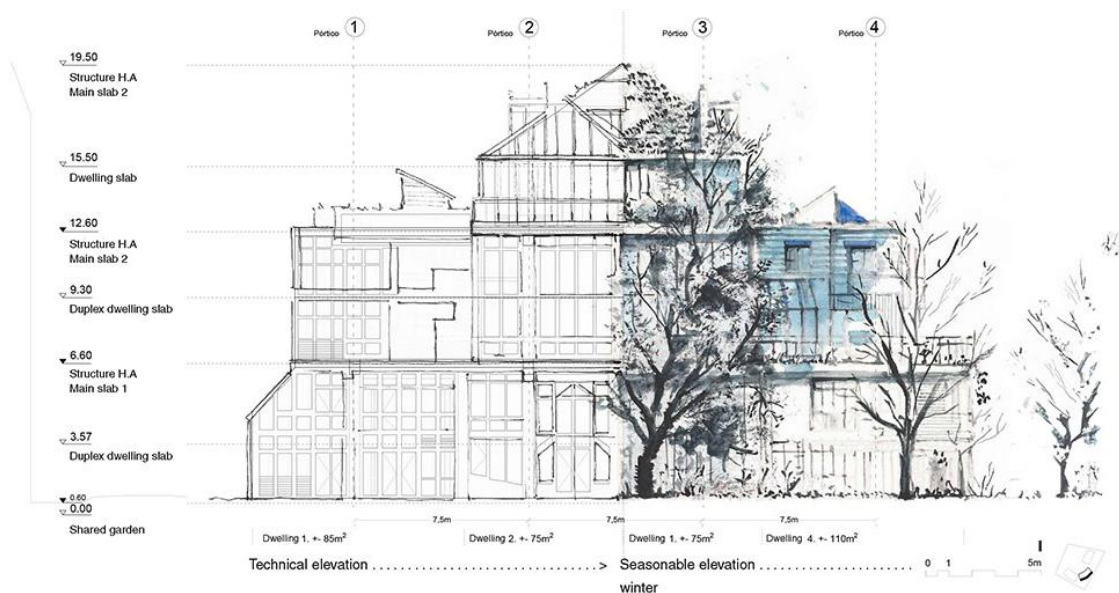 Pórtico 1
Pórtico 2
Pórtico 3
Pórtico 4
19.50
Structure H.A
Main slab 2
15.50
Dwelling slab
12.60
Structure H.A
Main slab 2
9.30
Duplex dwelling slab
6.60
Structure H.A
Main slab 1
3.57
Duplex dwelling slab
0.60
0.00
Shared garden
7,5m
7,5m
7,5m
Dwelling 1. +- 85m²
Dwelling 2. +- 75m²
Dwelling 1. +- 75m²
Dwelling 4. +- 110m²
Technical elevation . . . . . . . . . . . . . . . . . . . . . . . . . . . . . . >
Seasonable elevation . . . . . . . . . . . . . . . . . . . . . . .
winter
0 1 5m